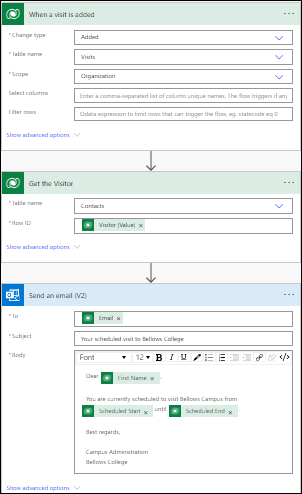 When a visit is added
* Change type
Added
* Table name
Visits
* Scope
Organization
Select columns
Enter a comma-separated list of column unique names. The flow triggers if any
Filter rows
Odata expression to limit rows that can trigger the flow, eg. statecode eq 0
Show advanced options
Get the Visitor
* Table name
Contacts
* Row ID
Visitor (Value) ×
Show advanced options
Send an email (V2)
* To
Email ×
* Subject
Your scheduled visit to Bellows College
* Body
Font 12 B I U </>
Dear First Name × ,
You are currently scheduled to visit Bellows Campus from
Scheduled Start × until Scheduled End × .
Best regards,
Campus Administration
Bellows College
Show advanced options